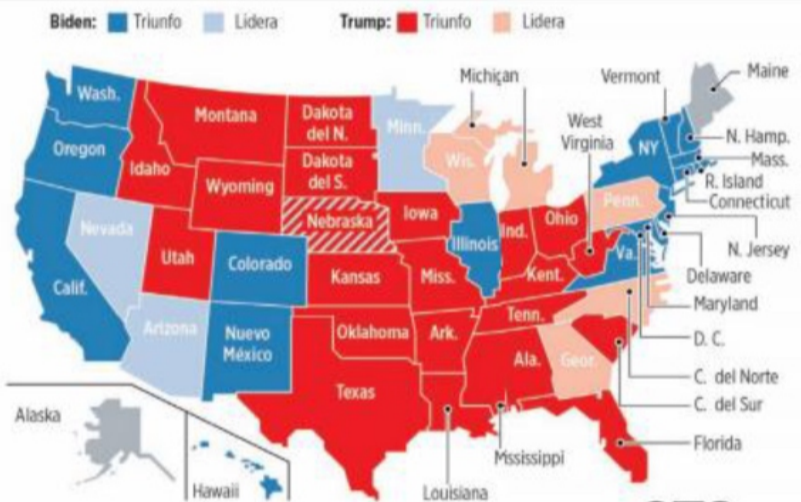 Biden: Triunfo Lidera Trump: Triunfo Lidera
Michigan
Vermont
Maine
Wash.
Montana
Dakota
del N.
Minn.
West
Virginia
N. Hamp.
Oregon
Idaho
Dakota
del S.
Wis.
NY
Mass.
Wyoming
R. Island
Connecticut
Nevada
Nebraska
Iowa
Penn.
Ohio
Ind.
Illinois
N. Jersey
Utah
Colorado
Va.
Delaware
Calif.
Kansas
Miss.
Kent.
Maryland
Arizona
Nuevo
México
Oklahoma
Ark.
Tenn.
D. C.
Ala.
Geor.
C. del Norte
Texas
C. del Sur
Alaska
Florida
Mssissippi
Hawaii
Louisiana